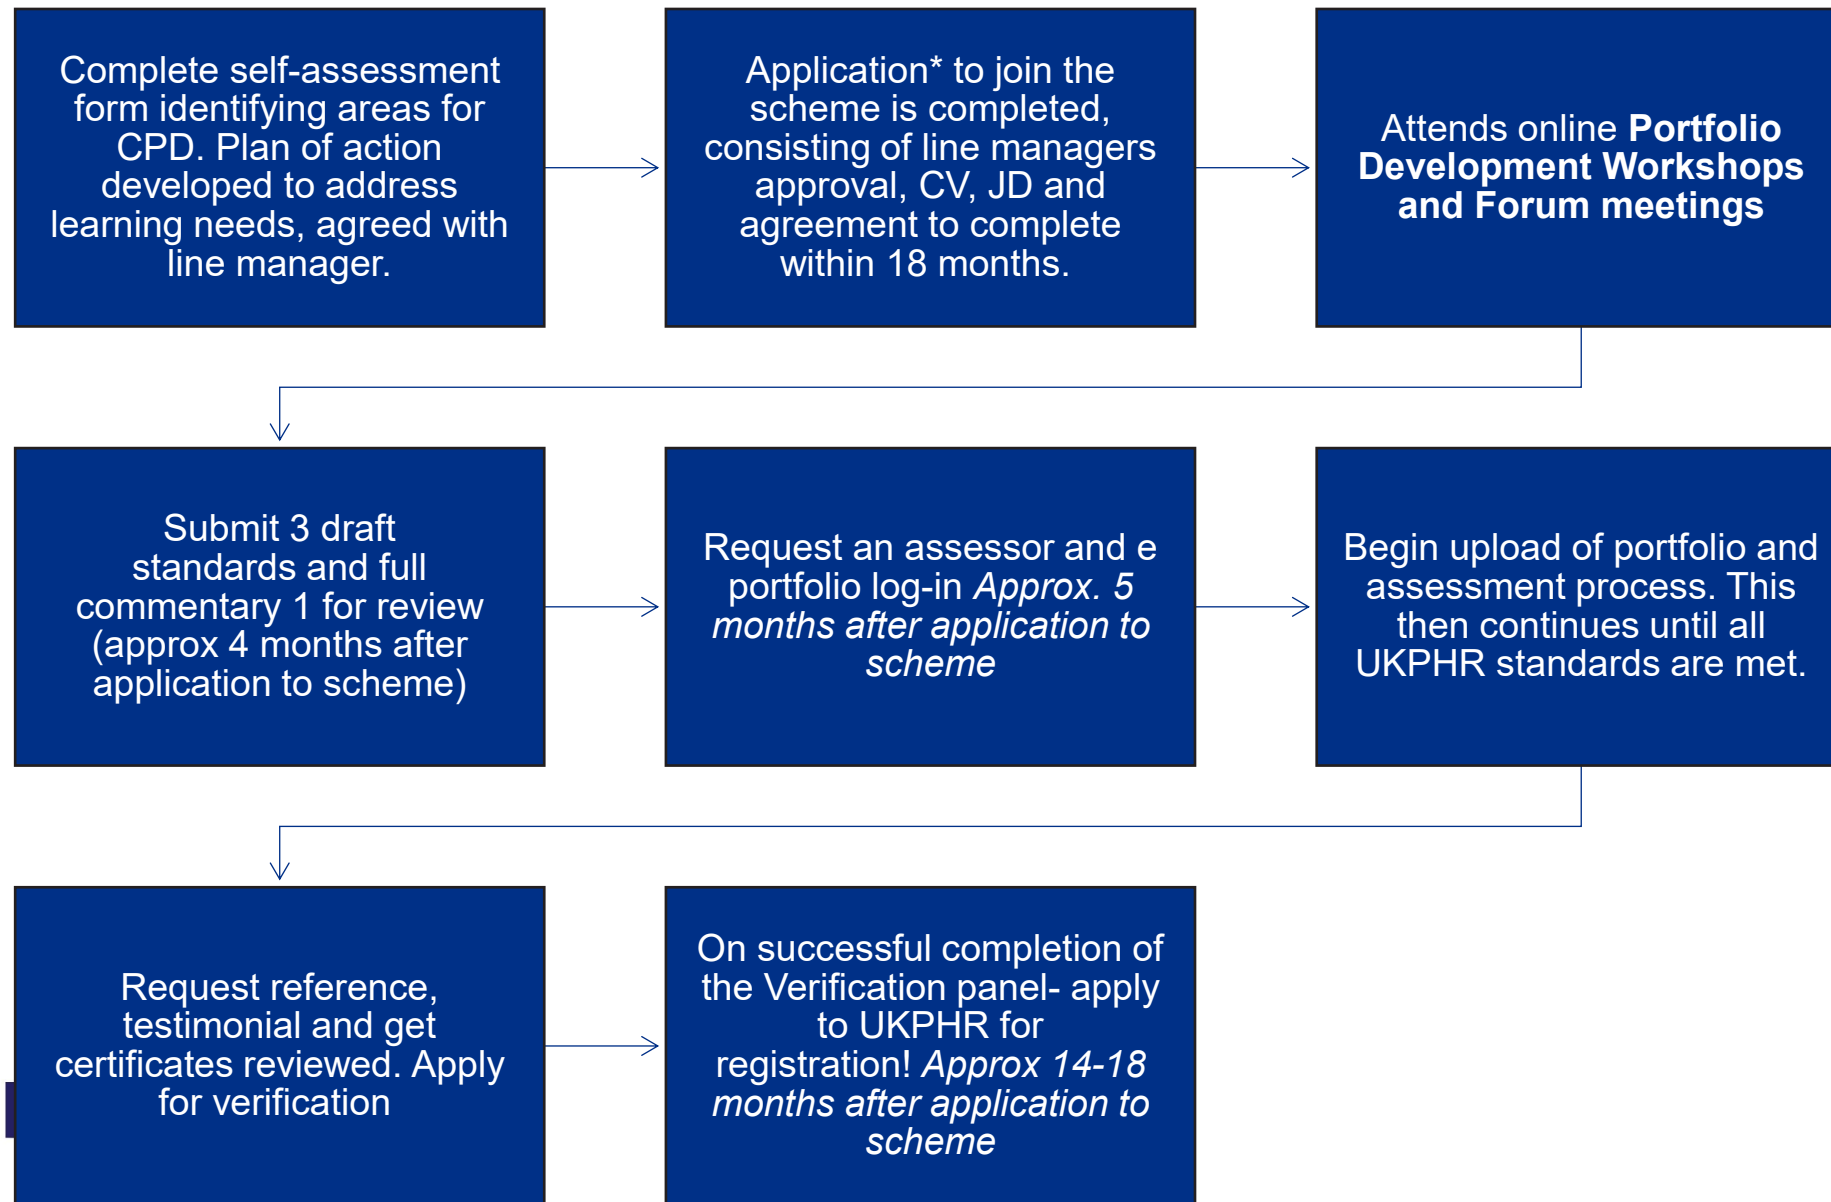 Complete self-assessment
form identifying areas for
CPD. Plan of action
developed to address
learning needs, agreed with
line manager.
Application* to join the
scheme is completed,
consisting of line managers
approval, CV, JD and
agreement to complete
within 18 months.
Attends online Portfolio
Development Workshops
and Forum meetings
Submit 3 draft
standards and full
commentary 1 for review
(approx 4 months after
application to scheme)
Request an assessor and e
portfolio log-in Approx. 5
months after application to
scheme
Begin upload of portfolio and
assessment process. This
then continues until all
UKPHR standards are met.
Request reference,
testimonial and get
certificates reviewed. Apply
for verification
On successful completion of
the Verification panel- apply
to UKPHR for
registration! Approx 14-18
months after application to
scheme